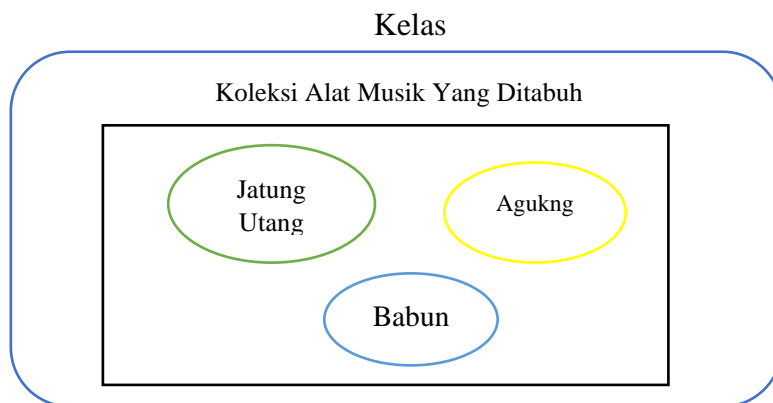 Kelas
Koleksi Alat Musik Yang Ditabuh
Jatung
Utang
Agukng
Babun